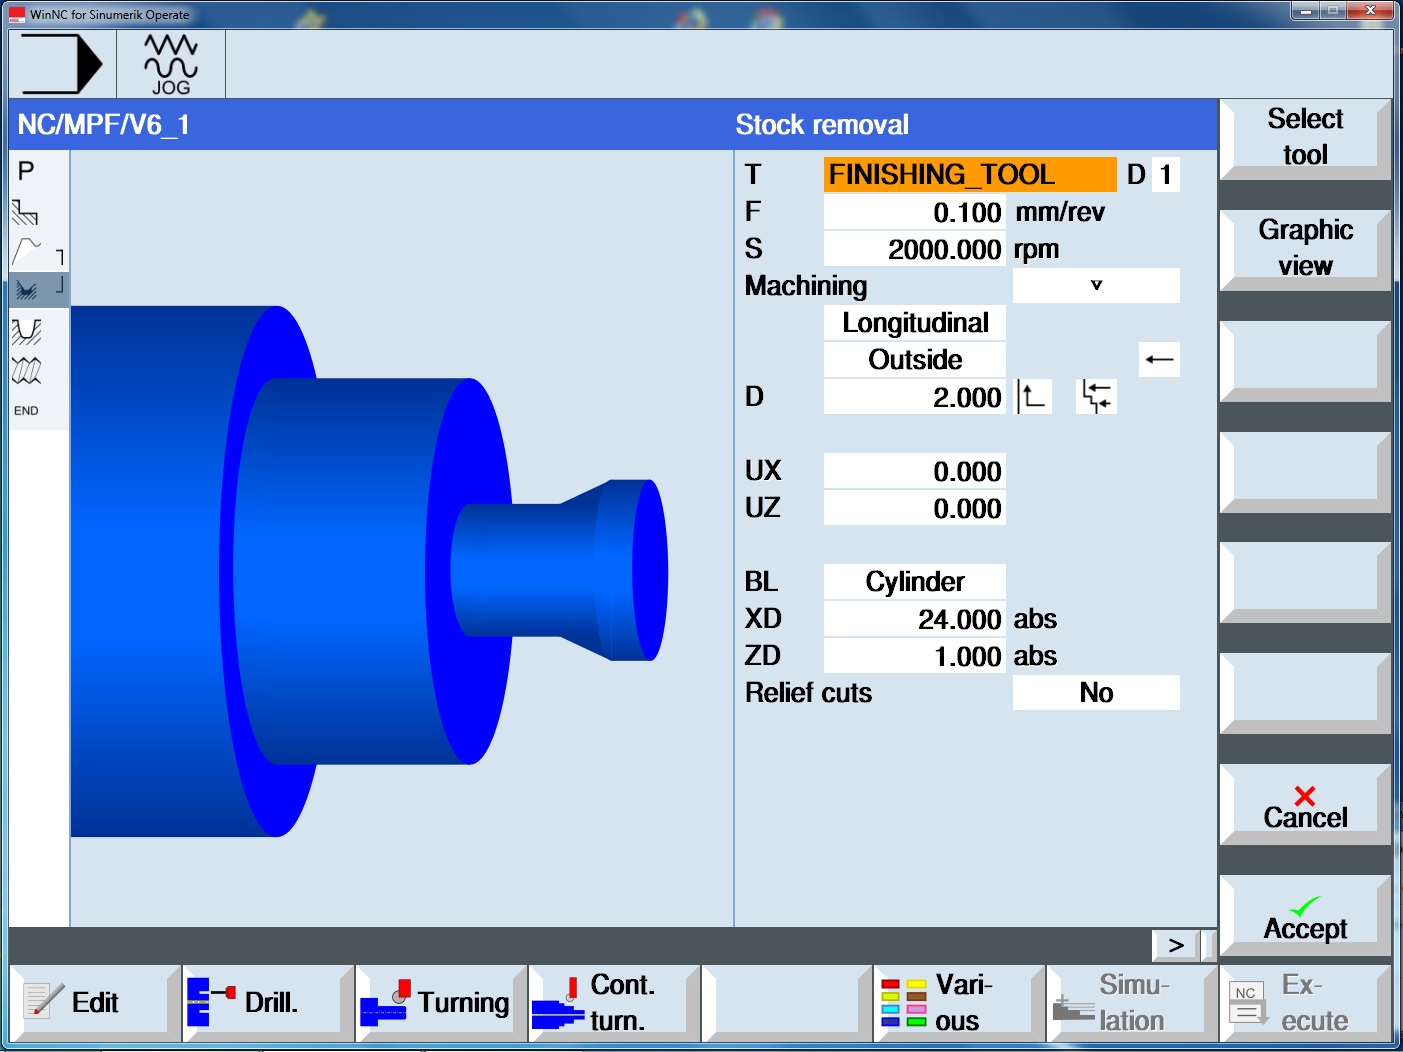 WinNC for Sinumerik Operate
JOG
NC/MPF/V6_1
Stock removal
P
END
T FINISHING_TOOL D 1
F 0.100 mm/rev
S 2000.000 rpm
Machining v
Longitudinal
Outside
D 2.000
UX 0.000
UZ 0.000
BL Cylinder
XD 24.000 abs
ZD 1.000 abs
Relief cuts No
Select
tool
Graphic
view
Cancel
Accept
>
Edit
Drill.
Turning
Cont.
turn.
Vari-
ous
Simu-
lation
NC
Ex-
ecute